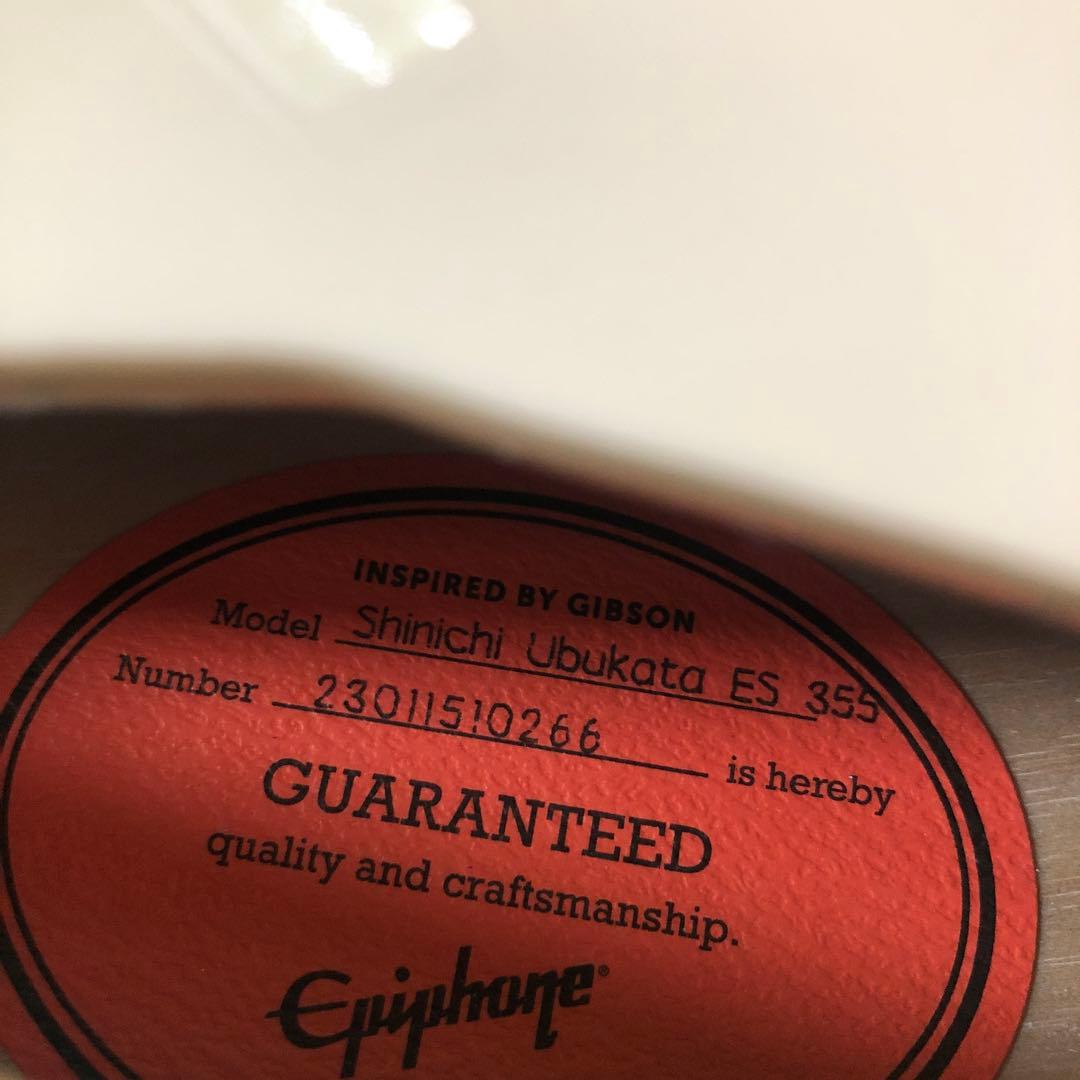 INSPIRED BY GIBSON
Model Shinichi Ubukata ES 355
Number 23011510266 is hereby
GUARANTEED
quality and craftsmanship.
Epiphone®